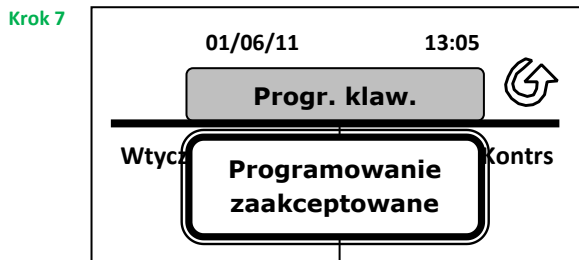 Krok 7
01/06/11 13:05
Progr. klaw.
Wtycz Kontrs
Programowanie
zaakceptowane